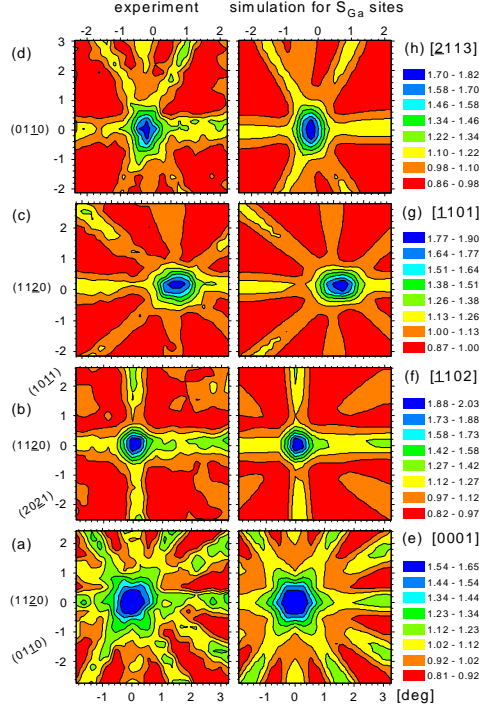 experiment simulation for S_Ga sites
-2 -1 0 1 2 -2 -1 0 1 2
(d) (h) [2113]
3
2
1
(0110) 0
-1
-2
1.70 - 1.82
1.58 - 1.70
1.46 - 1.58
1.34 - 1.46
1.22 - 1.34
1.10 - 1.22
0.98 - 1.10
0.86 - 0.98
(c) (g) [1101]
2
1
(1120) 0
-1
-2
1.77 - 1.90
1.64 - 1.77
1.51 - 1.64
1.38 - 1.51
1.26 - 1.38
1.13 - 1.26
1.00 - 1.13
0.87 - 1.00
(1011)
(b) (f) [1102]
2
1
(1120) 0
-1
-2
(2021)
1.88 - 2.03
1.73 - 1.88
1.58 - 1.73
1.42 - 1.58
1.27 - 1.42
1.12 - 1.27
0.97 - 1.12
0.82 - 0.97
(a) (e) [0001]
2
1
(1120) 0
-1
-2
(0110)
1.54 - 1.65
1.44 - 1.54
1.34 - 1.44
1.23 - 1.34
1.12 - 1.23
1.02 - 1.12
0.92 - 1.02
0.81 - 0.92
-1 0 1 2 3 -1 0 1 2 3 [deg]